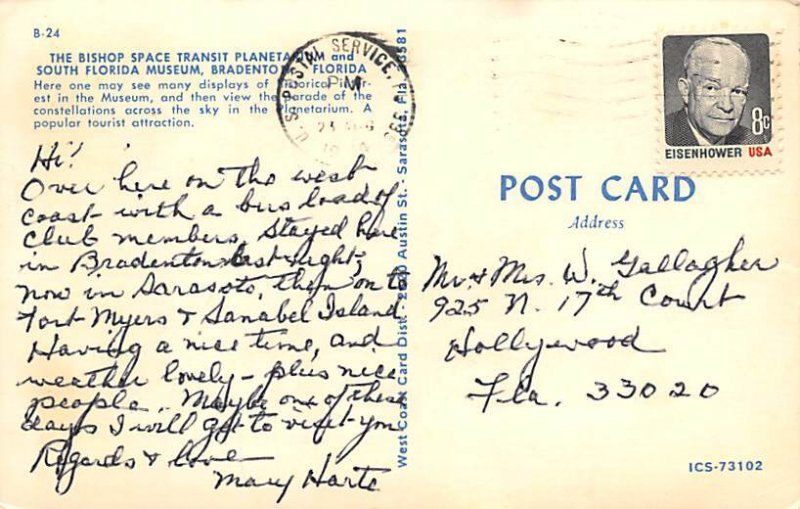 B-24
THE BISHOP SPACE TRANSIT PLANETARIUM and
SOUTH FLORIDA MUSEUM, BRADENTON, FLORIDA
Here one may see many displays of historical inter-
est in the Museum, and then view the parade of the
constellations across the sky in the Planetarium. A
popular tourist attraction.
Hi!
Over here on the west
coast with a bus load of
club members. Stayed here
in Bradenton last night,
now in Sarasota, then on to
Fort Myers & Sanabel Island
Having a nice time, and
weather lovely - plus nice
people. Maybe one of these
days I will get to visit you
Regards & love
Mary Harte
West Coast Card Dist. Austin St. Sarasota, Fla. 33581
U.S. POSTAL SERVICE,
PM
EISENHOWER USA
8c
POST CARD
Address
Mr. & Mrs. W. Gallagher
925 N. 17th Court
Hollywood
Fla. 33020
ICS-73102